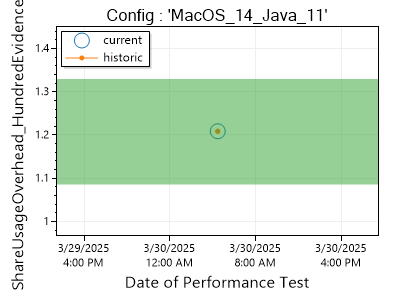 Config : 'MacOS_14_Java_11'
ShareUsageOverhead_HundredEvidence
current
historic
1.4
1.3
1.2
1.1
1
3/29/2025 3/30/2025 3/30/2025 3/30/2025
4:00 PM 12:00 AM 8:00 AM 4:00 PM
Date of Performance Test